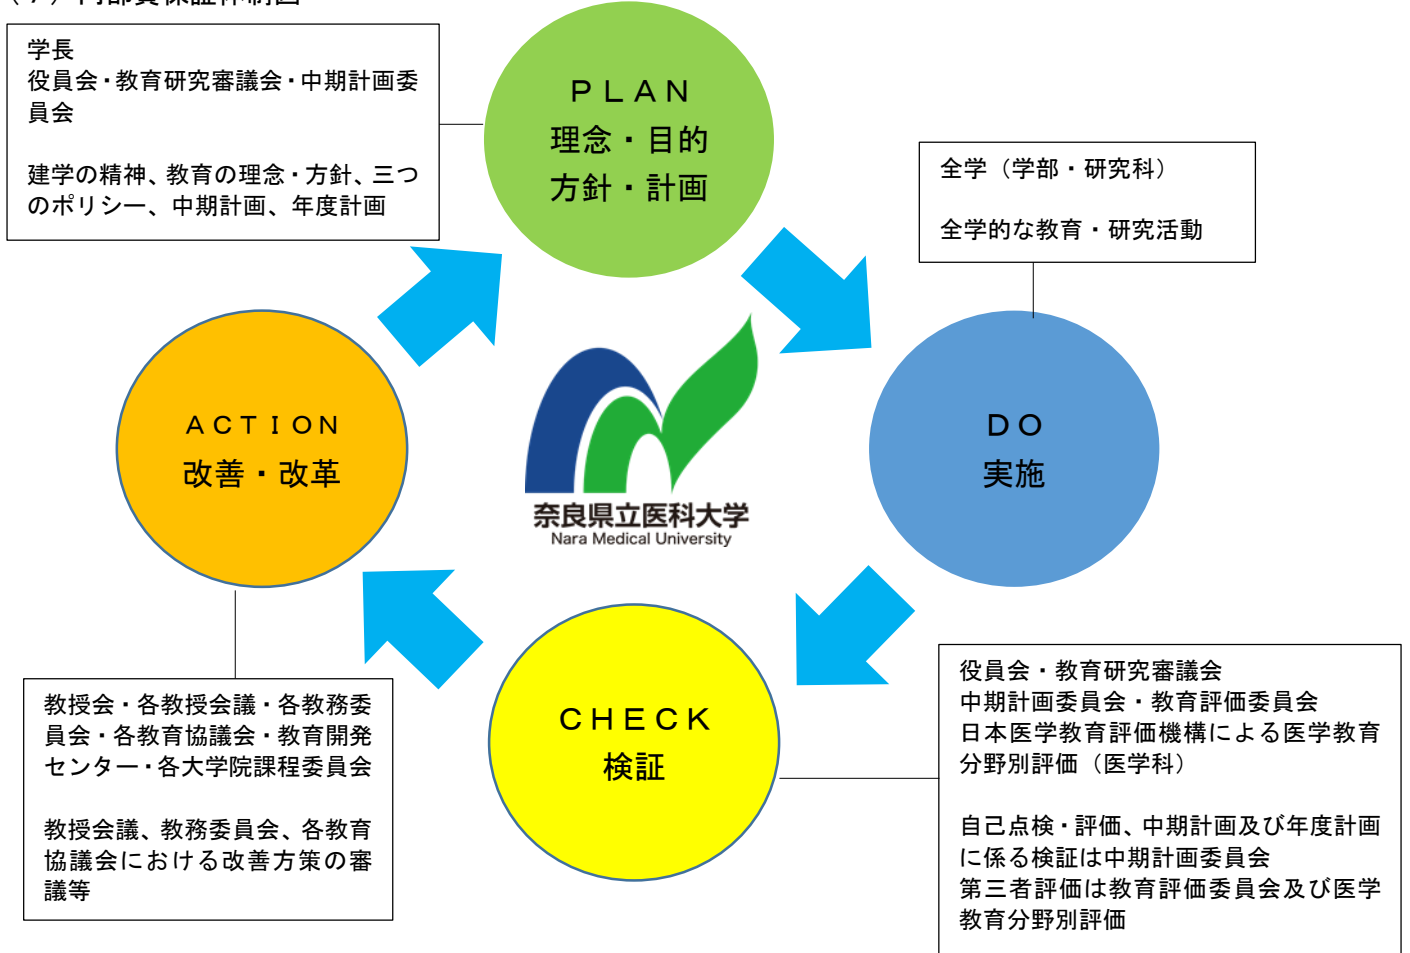 学長
役員会・教育研究審議会・中期計画委
員会
建学の精神、教育の理念・方針、三つ
のポリシー、中期計画、年度計画
ＰＬＡＮ
理念・目的
方針・計画
全学（学部・研究科）
全学的な教育・研究活動
ＡＣＴＩＯＮ
改善・改革
奈良県立医科大学
Nara Medical University
ＤＯ
実施
ＣＨＥＣＫ
検証
教授会・各教授会議・各教務委
員会・各教育協議会・教育開発
センター・各大学院課程委員会
教授会議、教務委員会、各教育
協議会における改善方策の審
議等
役員会・教育研究審議会
中期計画委員会・教育評価委員会
日本医学教育評価機構による医学教育
分野別評価（医学科）
自己点検・評価、中期計画及び年度計画
に係る検証は中期計画委員会
第三者評価は教育評価委員会及び医学
教育分野別評価